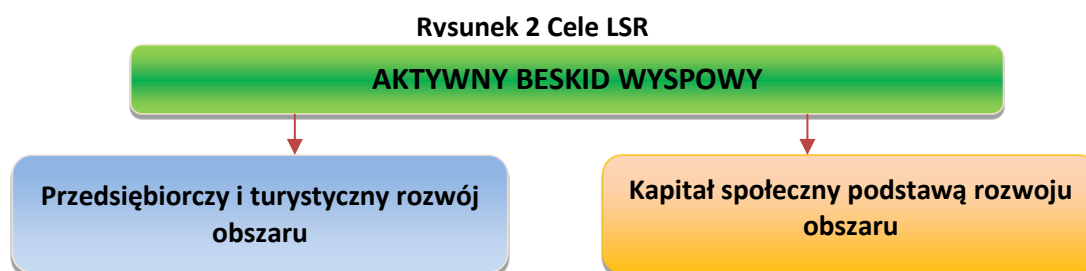 Rysunek 2 Cele LSR
AKTYWNY BESKID WYSPOWY
Przedsiębiorczy i turystyczny rozwój
obszaru
Kapitał społeczny podstawą rozwoju
obszaru